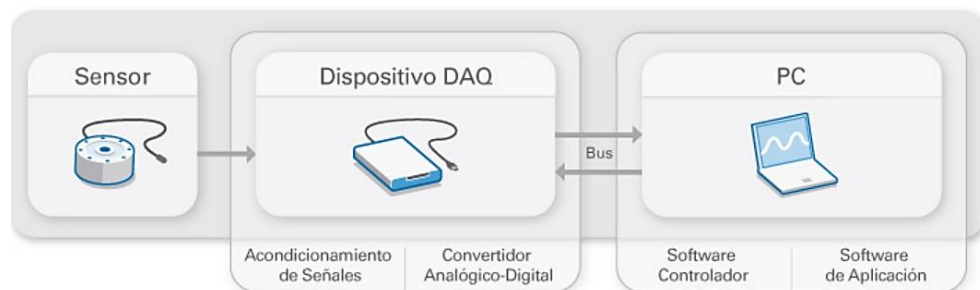 Sensor
Dispositivo DAQ
PC
Bus
Acondicionamiento
de Señales
Convertidor
Analógico-Digital
Software
Controlador
Software
de Aplicación